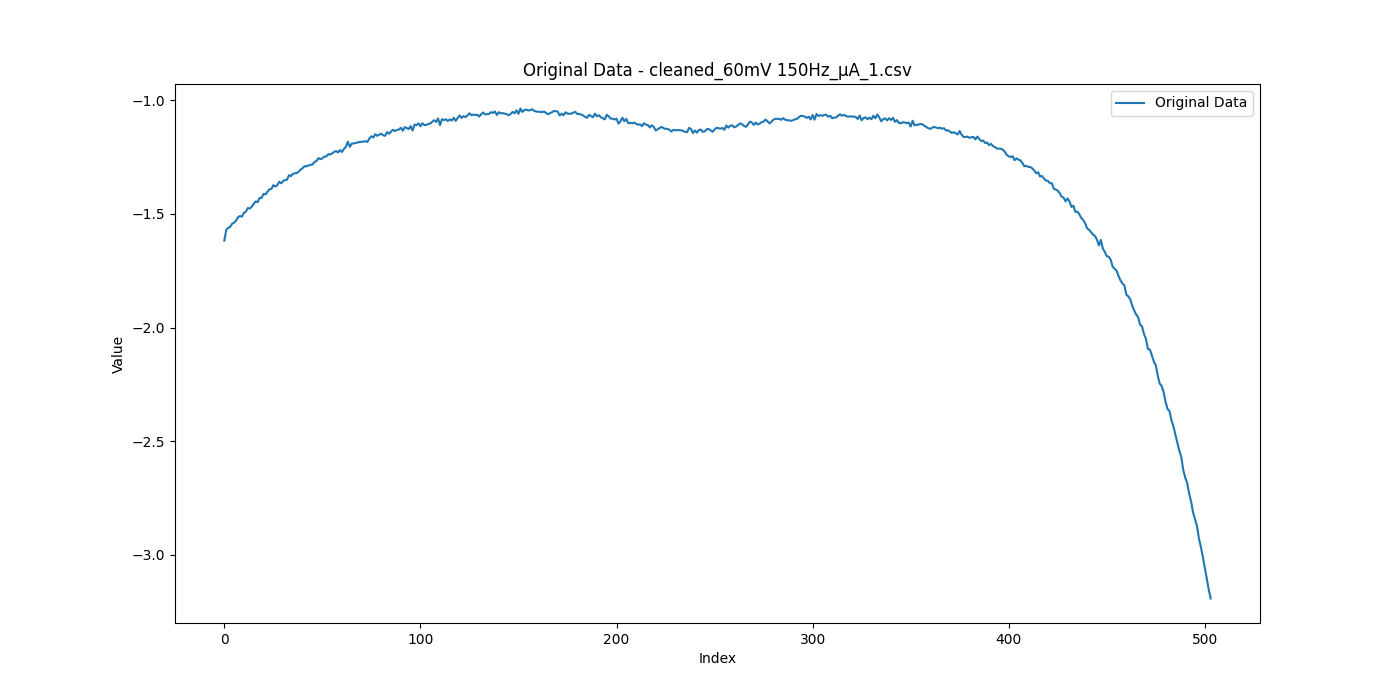 Original Data - cleaned_60mV 150Hz_μA_1.csv
Original Data
−1.0
−1.5
−2.0
−2.5
−3.0
Value
0 100 200 300 400 500
Index